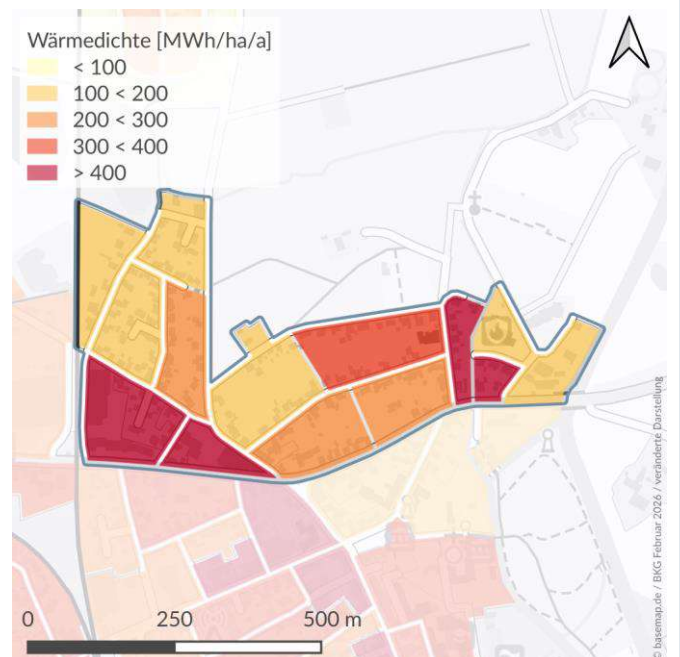 Wärmedichte [MWh/ha/a]
< 100
100 < 200
200 < 300
300 < 400
> 400
© basemap.de / BKG Februar 2026 / veränderte Darstellung
0 250 500 m